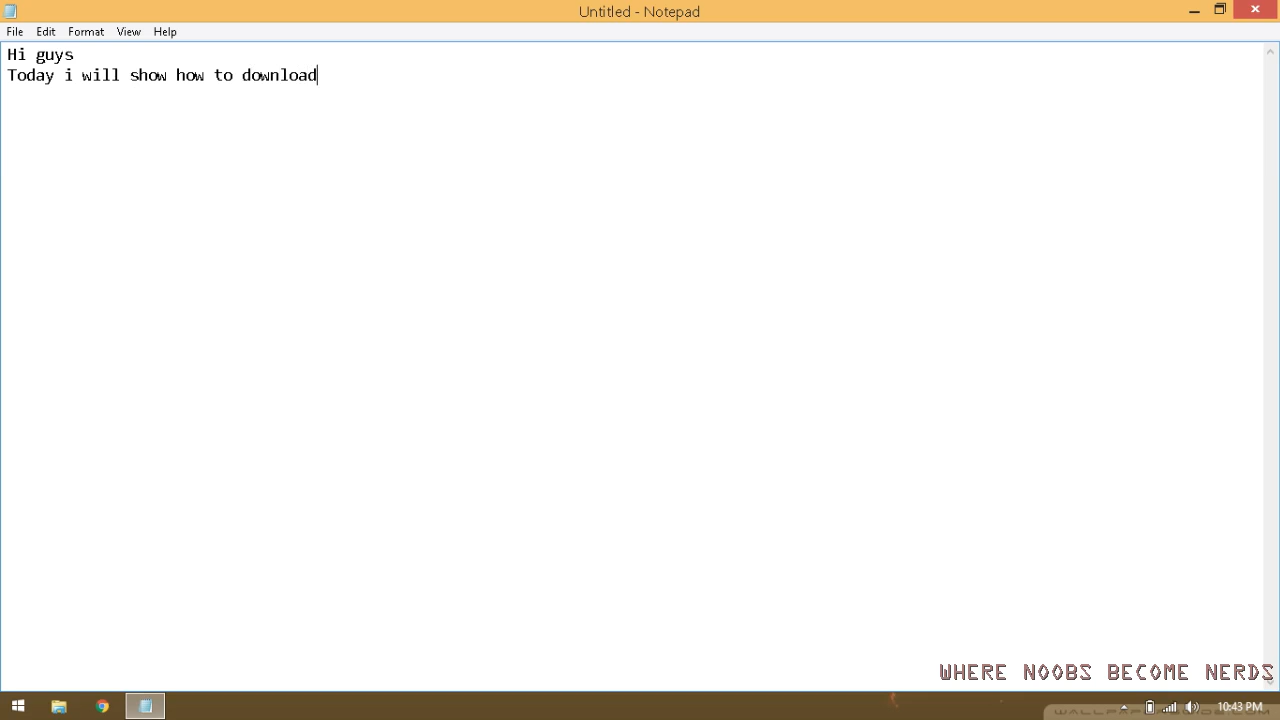 Untitled - Notepad
File Edit Format View Help
Hi guys
Today i will show how to download
WHERE NOOBS BECOME NERDS
10:43 PM